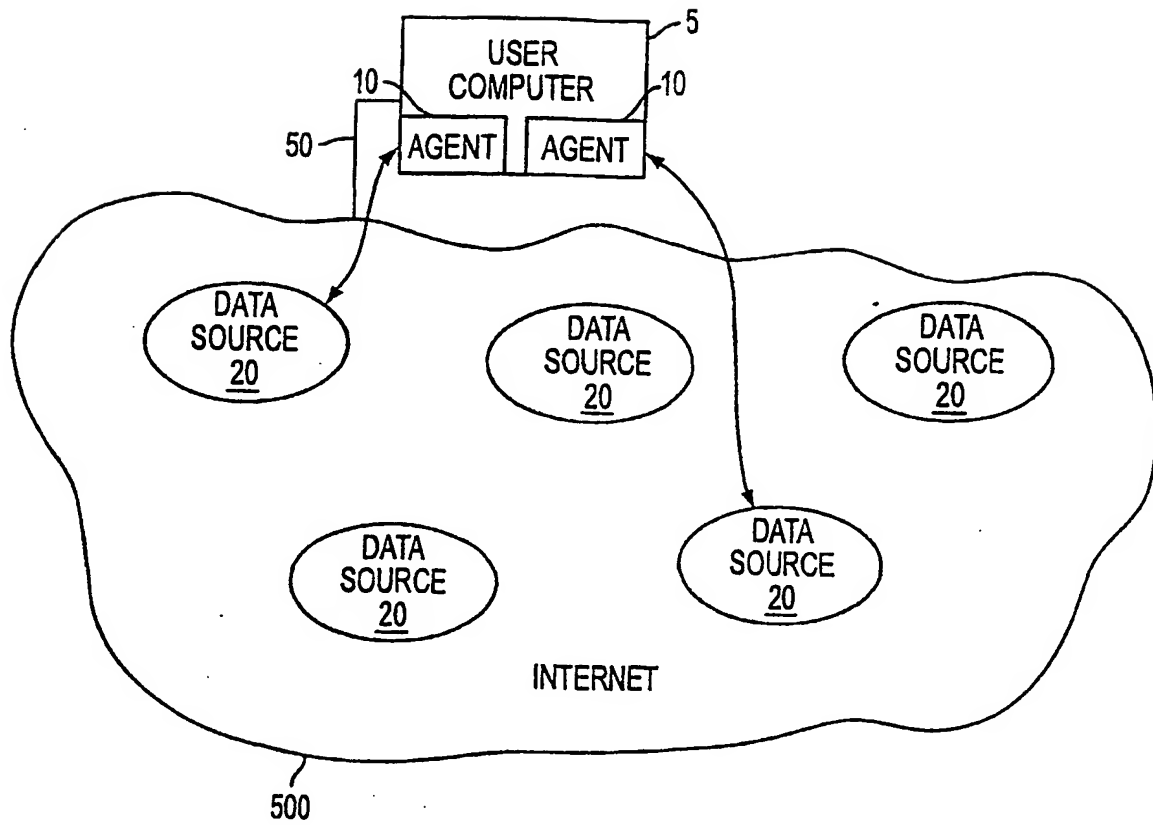 5
USER
COMPUTER
10
10
50
AGENT
AGENT
DATA
SOURCE
20
DATA
SOURCE
20
DATA
SOURCE
20
DATA
SOURCE
20
DATA
SOURCE
20
INTERNET
500